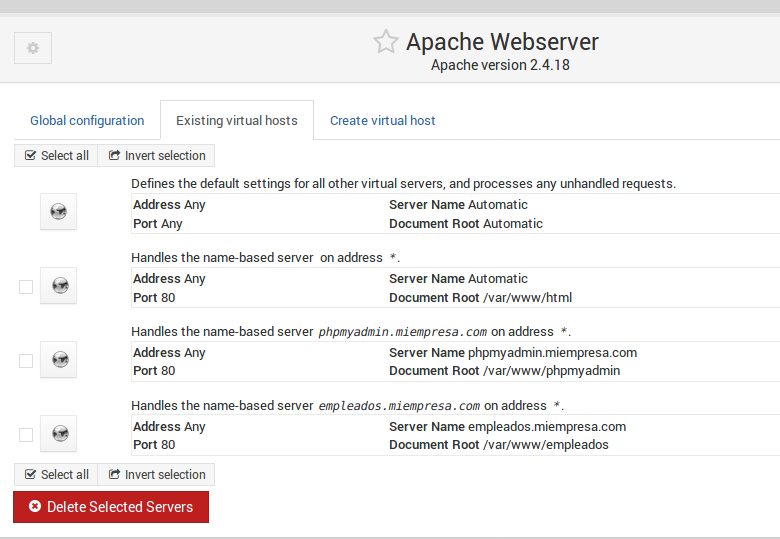 Apache Webserver
Apache version 2.4.18
Global configuration Existing virtual hosts Create virtual host
Select all Invert selection
Defines the default settings for all other virtual servers, and processes any unhandled requests.
Address Any Server Name Automatic
Port Any Document Root Automatic
Handles the name-based server on address *.
Address Any Server Name Automatic
Port 80 Document Root /var/www/html
Handles the name-based server phpmyadmin.miempresa.com on address *.
Address Any Server Name phpmyadmin.miempresa.com
Port 80 Document Root /var/www/phpmyadmin
Handles the name-based server empleados.miempresa.com on address *.
Address Any Server Name empleados.miempresa.com
Port 80 Document Root /var/www/empleados
Select all Invert selection
Delete Selected Servers